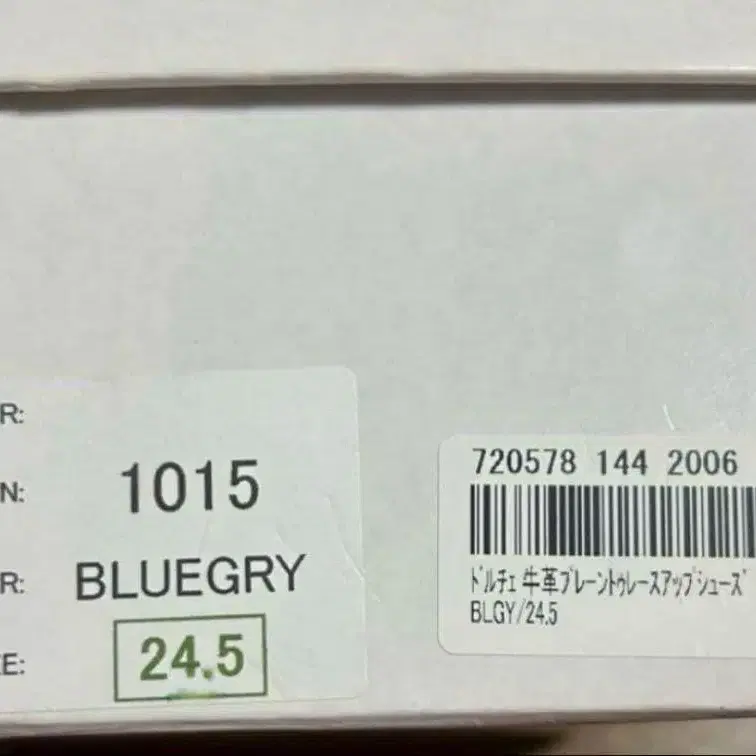 R:
N: 1015
R: BLUEGRY
ZE: 24.5
720578 144 2006
ﾄﾞﾙﾁｪ 牛革ﾌﾟﾚｰﾝﾄｩﾚｰｽｱｯﾌﾟｼｭｰｽﾞ
BLGY/24.5